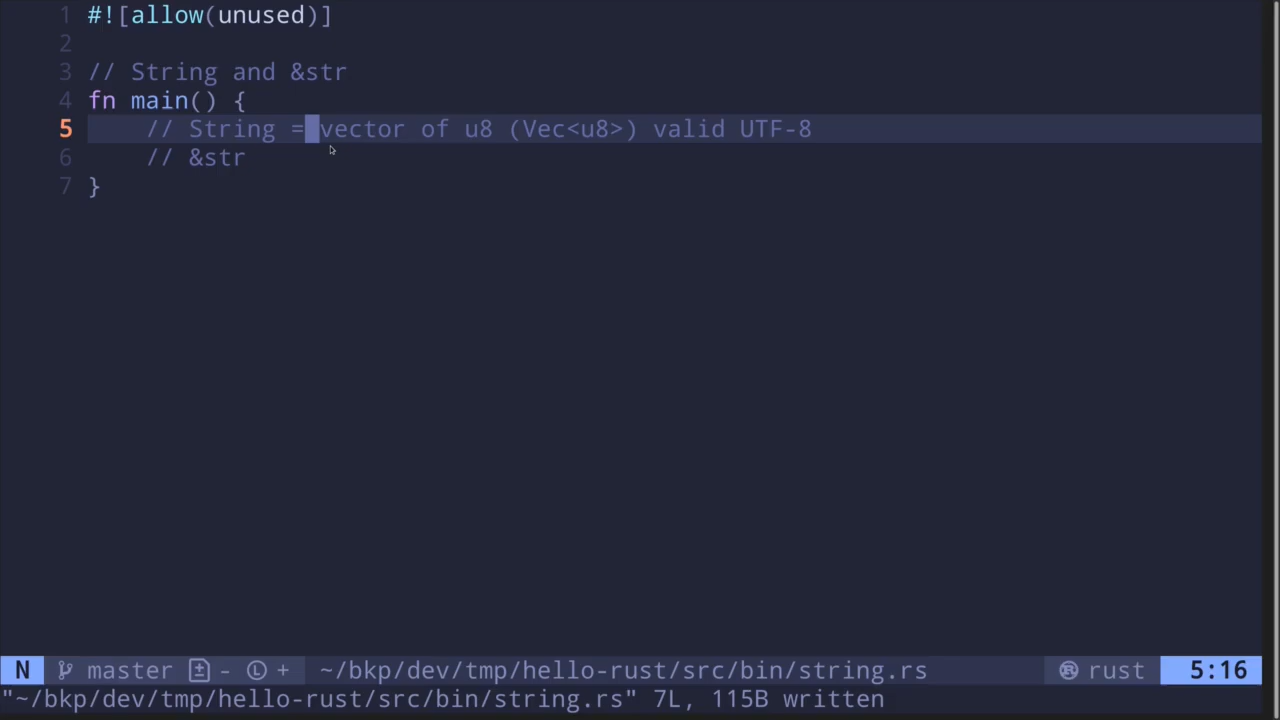 1 #![allow(unused)]
2
3 // String and &str
4 fn main() {
5     // String = vector of u8 (Vec<u8>) valid UTF-8
6     // &str
7 }
N master - + ~/bkp/dev/tmp/hello-rust/src/bin/string.rs rust 5:16
"~/bkp/dev/tmp/hello-rust/src/bin/string.rs" 7L, 115B written